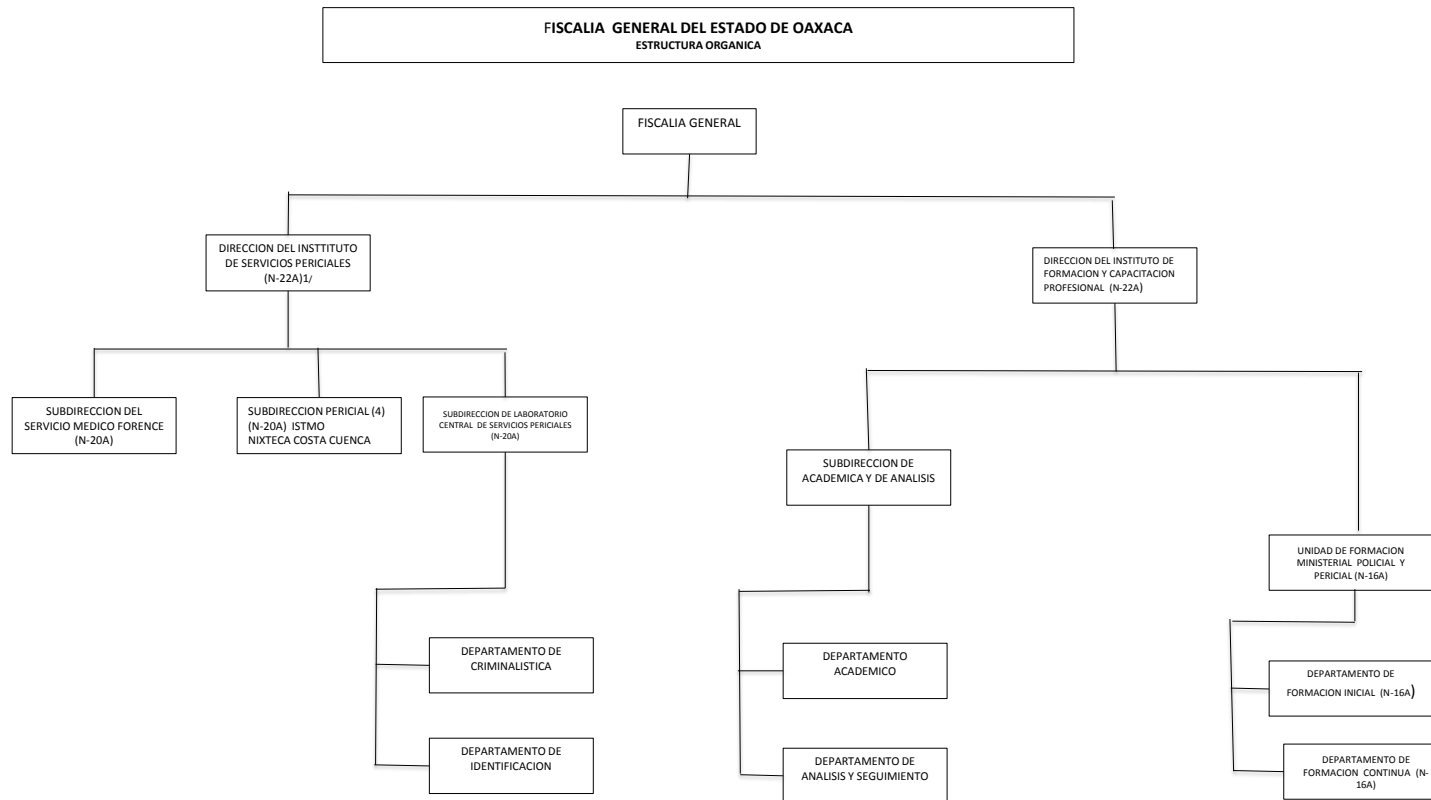 FISCALIA GENERAL DEL ESTADO DE OAXACA
ESTRUCTURA ORGANICA
FISCALIA GENERAL
DIRECCION DEL INSTTITUTO
DE SERVICIOS PERICIALES
(N-22A)1/
DIRECCION DEL INSTITUTO DE
FORMACION Y CAPACITACION
PROFESIONAL (N-22A)
SUBDIRECCION DEL
SERVICIO MEDICO FORENCE
(N-20A)
SUBDIRECCION PERICIAL (4)
(N-20A) ISTMO
NIXTECA COSTA CUENCA
SUBDIRECCION DE LABORATORIO
CENTRAL DE SERVICIOS PERICIALES
(N-20A)
SUBDIRECCION DE
ACADEMICA Y DE ANALISIS
UNIDAD DE FORMACION
MINISTERIAL POLICIAL Y
PERICIAL (N-16A)
DEPARTAMENTO DE
CRIMINALISTICA
DEPARTAMENTO
ACADEMICO
DEPARTAMENTO DE
FORMACION INICIAL (N-16A)
DEPARTAMENTO DE
IDENTIFICACION
DEPARTAMENTO DE
ANALISIS Y SEGUIMIENTO
DEPARTAMENTO DE
FORMACION CONTINUA (N-
16A)